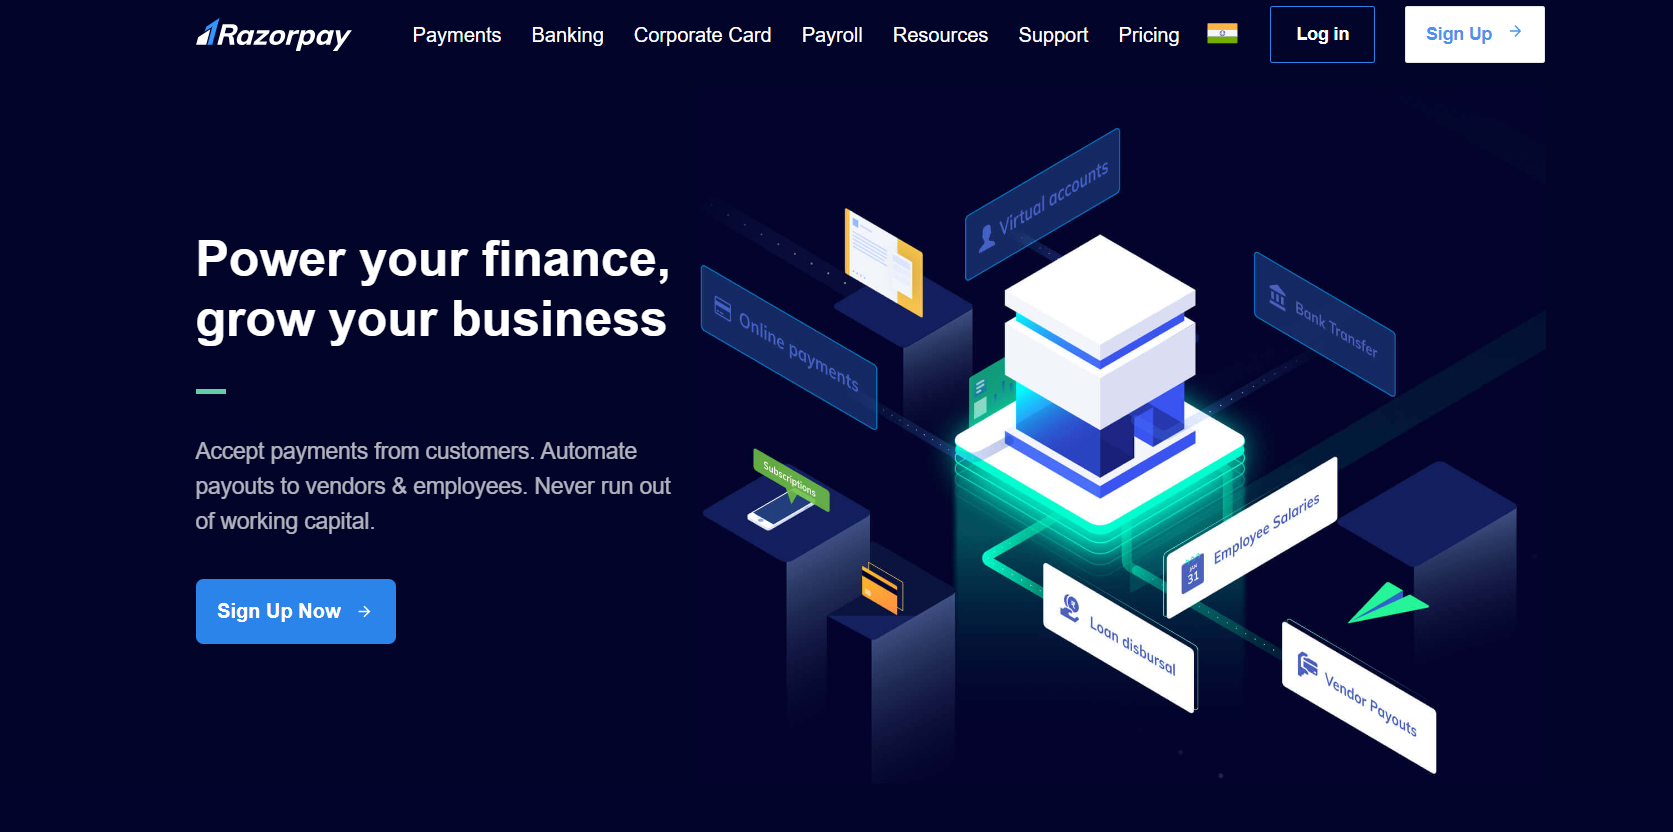 Razorpay
Payments
Banking
Corporate Card
Payroll
Resources
Support
Pricing
Log in
Sign Up
Power your finance,
grow your business
Accept payments from customers. Automate
payouts to vendors & employees. Never run out
of working capital.
Sign Up Now
Virtual accounts
Online payments
Bank Transfer
Subscriptions
Employee Salaries
JAN
31
Loan disbursal
Vendor Payouts